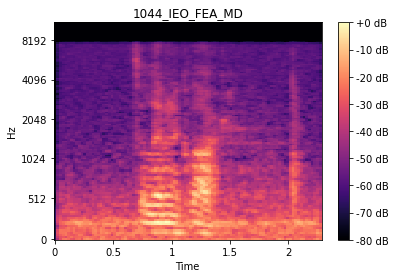 1044_IEO_FEA_MD
8192
4096
2048
1024
512
0
Hz
0
0.5
1
1.5
2
Time
+0 dB
-10 dB
-20 dB
-30 dB
-40 dB
-50 dB
-60 dB
-70 dB
-80 dB